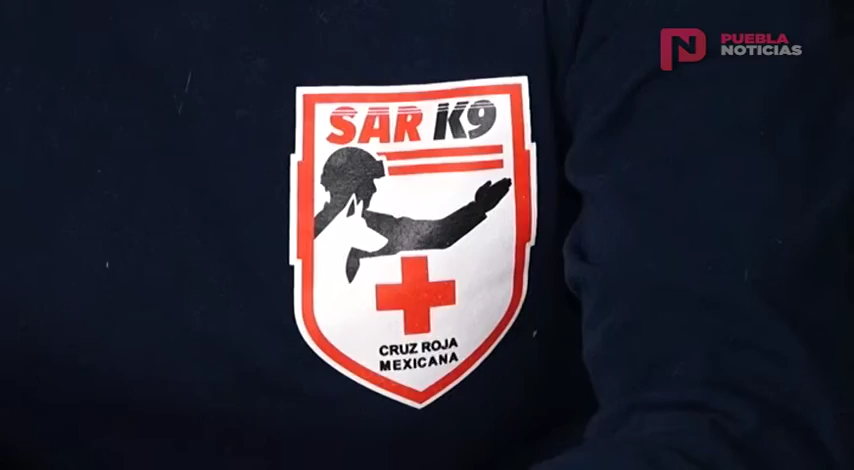 PUEBLA
NOTICIAS
SAR K9
CRUZ ROJA
MEXICANA